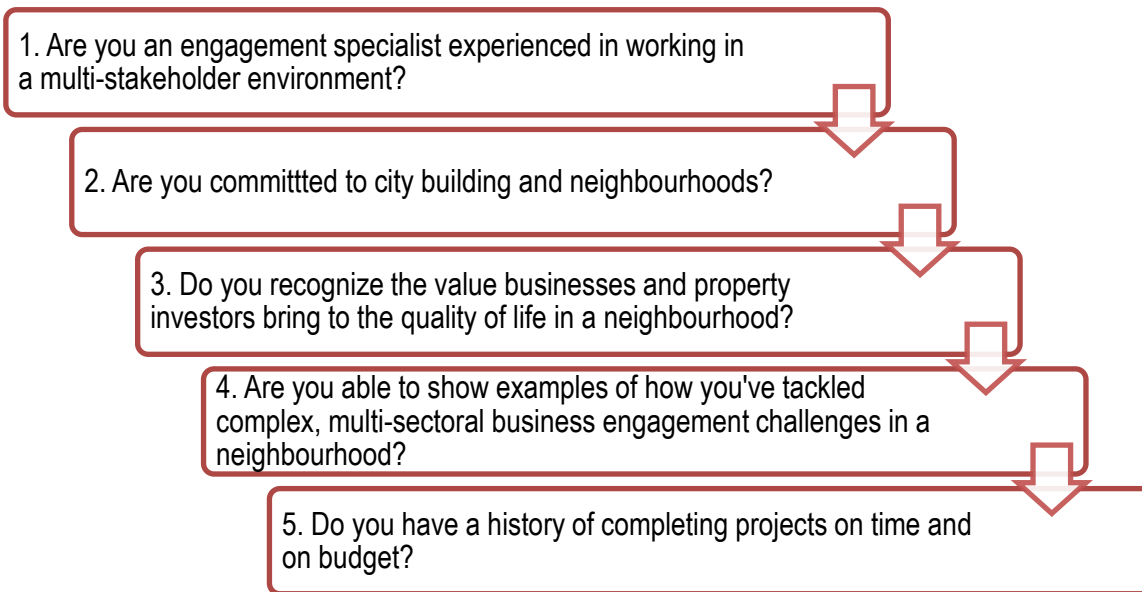 1. Are you an engagement specialist experienced in working in
a multi-stakeholder environment?
2. Are you committted to city building and neighbourhoods?
3. Do you recognize the value businesses and property
investors bring to the quality of life in a neighbourhood?
4. Are you able to show examples of how you've tackled
complex, multi-sectoral business engagement challenges in a
neighbourhood?
5. Do you have a history of completing projects on time and
on budget?